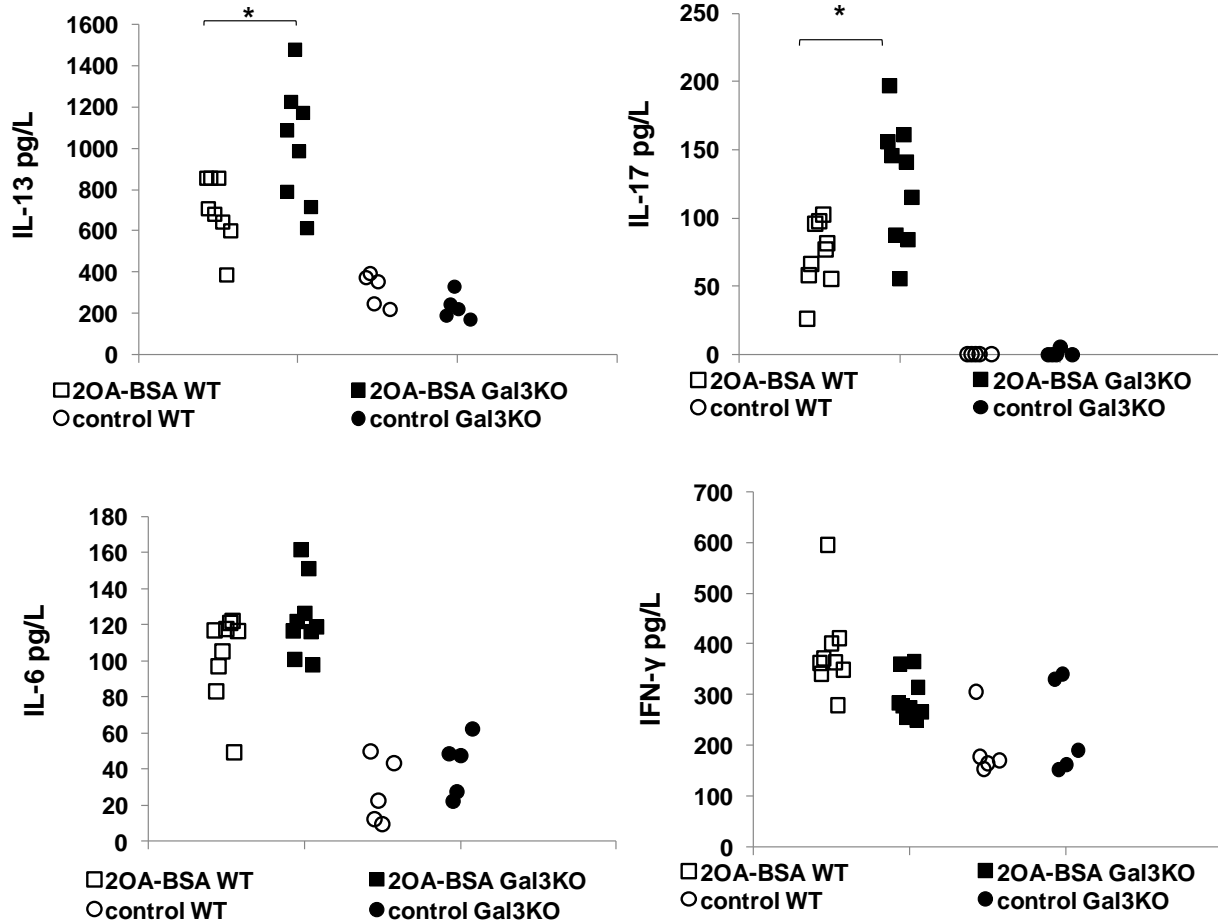 *
1600
1400
1200
1000
800
600
400
200
0
IL-13 pg/L
2OA-BSA WT 2OA-BSA Gal3KO
control WT control Gal3KO
*
250
200
150
100
50
0
IL-17 pg/L
2OA-BSA WT 2OA-BSA Gal3KO
control WT control Gal3KO
180
160
140
120
100
80
60
40
20
0
IL-6 pg/L
2OA-BSA WT 2OA-BSA Gal3KO
control WT control Gal3KO
700
600
500
400
300
200
100
000
IFN-γ pg/L
2OA-BSA WT 2OA-BSA Gal3KO
control WT control Gal3KO